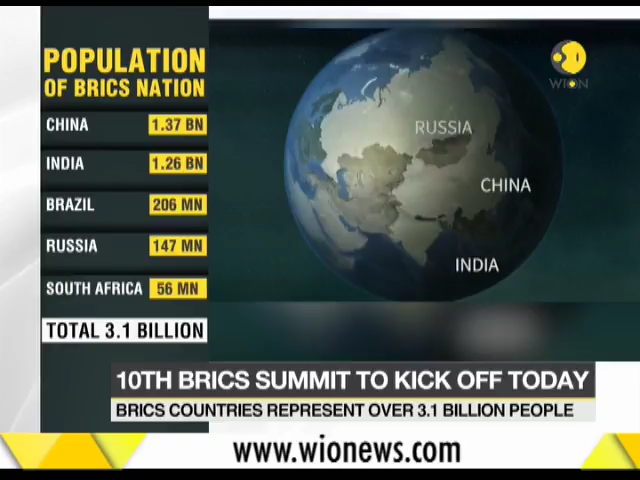 POPULATION
OF BRICS NATION
CHINA 1.37 BN
INDIA 1.26 BN
BRAZIL 206 MN
RUSSIA 147 MN
SOUTH AFRICA 56 MN
TOTAL 3.1 BILLION
WION
RUSSIA
CHINA
INDIA
10TH BRICS SUMMIT TO KICK OFF TODAY
BRICS COUNTRIES REPRESENT OVER 3.1 BILLION PEOPLE
www.wionews.com